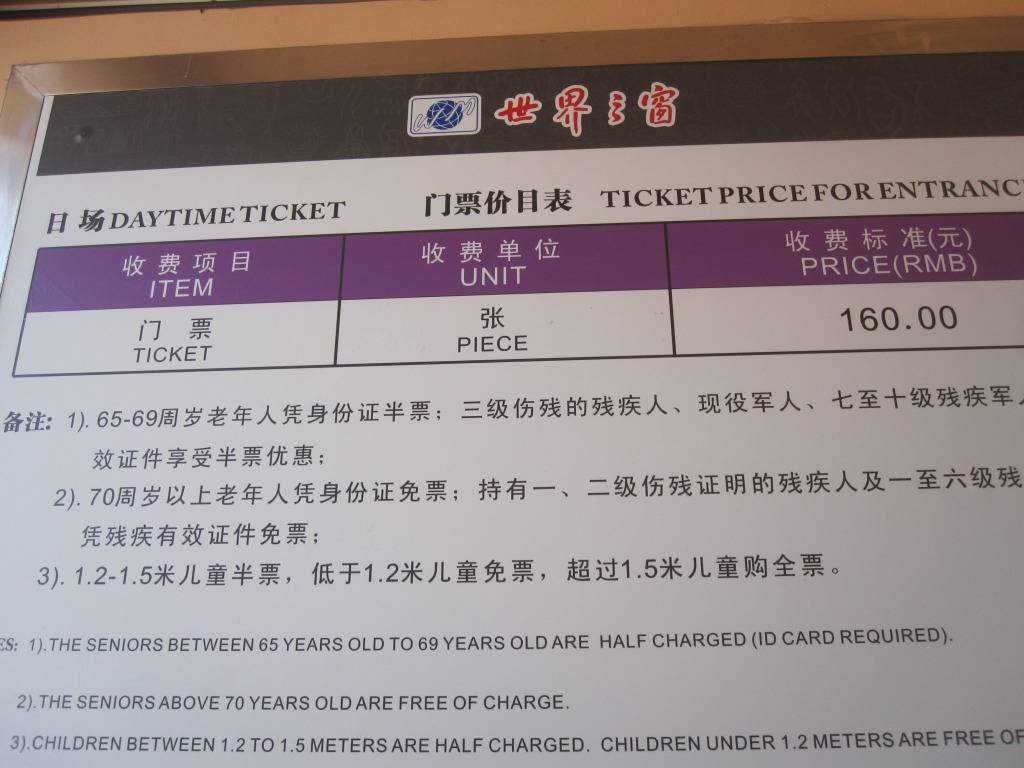 世界之窗
日 场 DAYTIME TICKET 门票价目表 TICKET PRICE FOR ENTRANC
收费项目 收费单位 收费标准(元)
ITEM UNIT PRICE(RMB)
门 票 张 160.00
TICKET PIECE
备注: 1). 65-69周岁老年人凭身份证半票；三级伤残的残疾人、现役军人、七至十级残疾军人
效证件享受半票优惠；
2). 70周岁以上老年人凭身份证免票；持有一、二级伤残证明的残疾人及一至六级残
凭残疾有效证件免票；
3). 1.2-1.5米儿童半票，低于1.2米儿童免票，超过1.5米儿童购全票。
ES: 1).THE SENIORS BETWEEN 65 YEARS OLD TO 69 YEARS OLD ARE HALF CHARGED (ID CARD REQUIRED).
2).THE SENIORS ABOVE 70 YEARS OLD ARE FREE OF CHARGE.
3).CHILDREN BETWEEN 1.2 TO 1.5 METERS ARE HALF CHARGED. CHILDREN UNDER 1.2 METERS ARE FREE OF